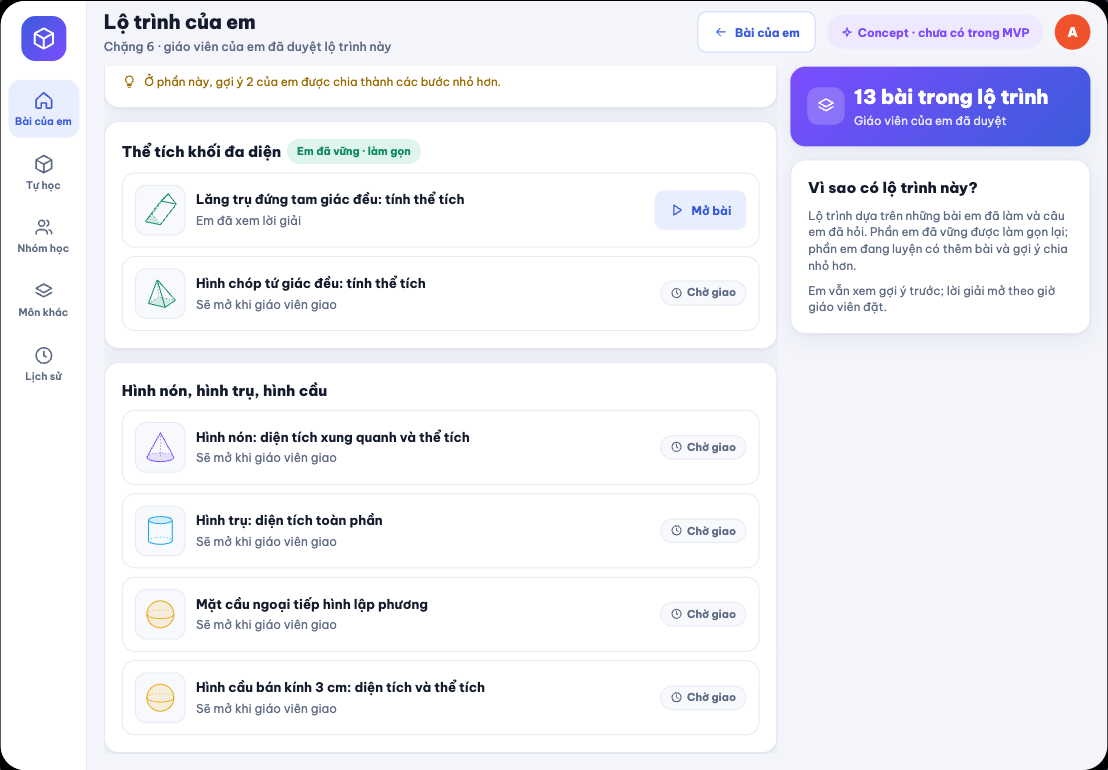 Lộ trình của em
Chặng 6 · giáo viên của em đã duyệt lộ trình này
Bài của em
Concept · chưa có trong MVP
A
Bài của em
Tự học
Nhóm học
Môn khác
Lịch sử
Ở phần này, gợi ý 2 của em được chia thành các bước nhỏ hơn.
Thể tích khối đa diện
Em đã vững · làm gọn
Lăng trụ đứng tam giác đều: tính thể tích
Em đã xem lời giải
Mở bài
Hình chóp tứ giác đều: tính thể tích
Sẽ mở khi giáo viên giao
Chờ giao
Hình nón, hình trụ, hình cầu
Hình nón: diện tích xung quanh và thể tích
Sẽ mở khi giáo viên giao
Chờ giao
Hình trụ: diện tích toàn phần
Sẽ mở khi giáo viên giao
Chờ giao
Mặt cầu ngoại tiếp hình lập phương
Sẽ mở khi giáo viên giao
Chờ giao
Hình cầu bán kính 3 cm: diện tích và thể tích
Sẽ mở khi giáo viên giao
Chờ giao
13 bài trong lộ trình
Giáo viên của em đã duyệt
Vì sao có lộ trình này?
Lộ trình dựa trên những bài em đã làm và câu
em đã hỏi. Phần em đã vững được làm gọn lại;
phần em đang luyện có thêm bài và gợi ý chia
nhỏ hơn.
Em vẫn xem gợi ý trước; lời giải mở theo giờ
giáo viên đặt.